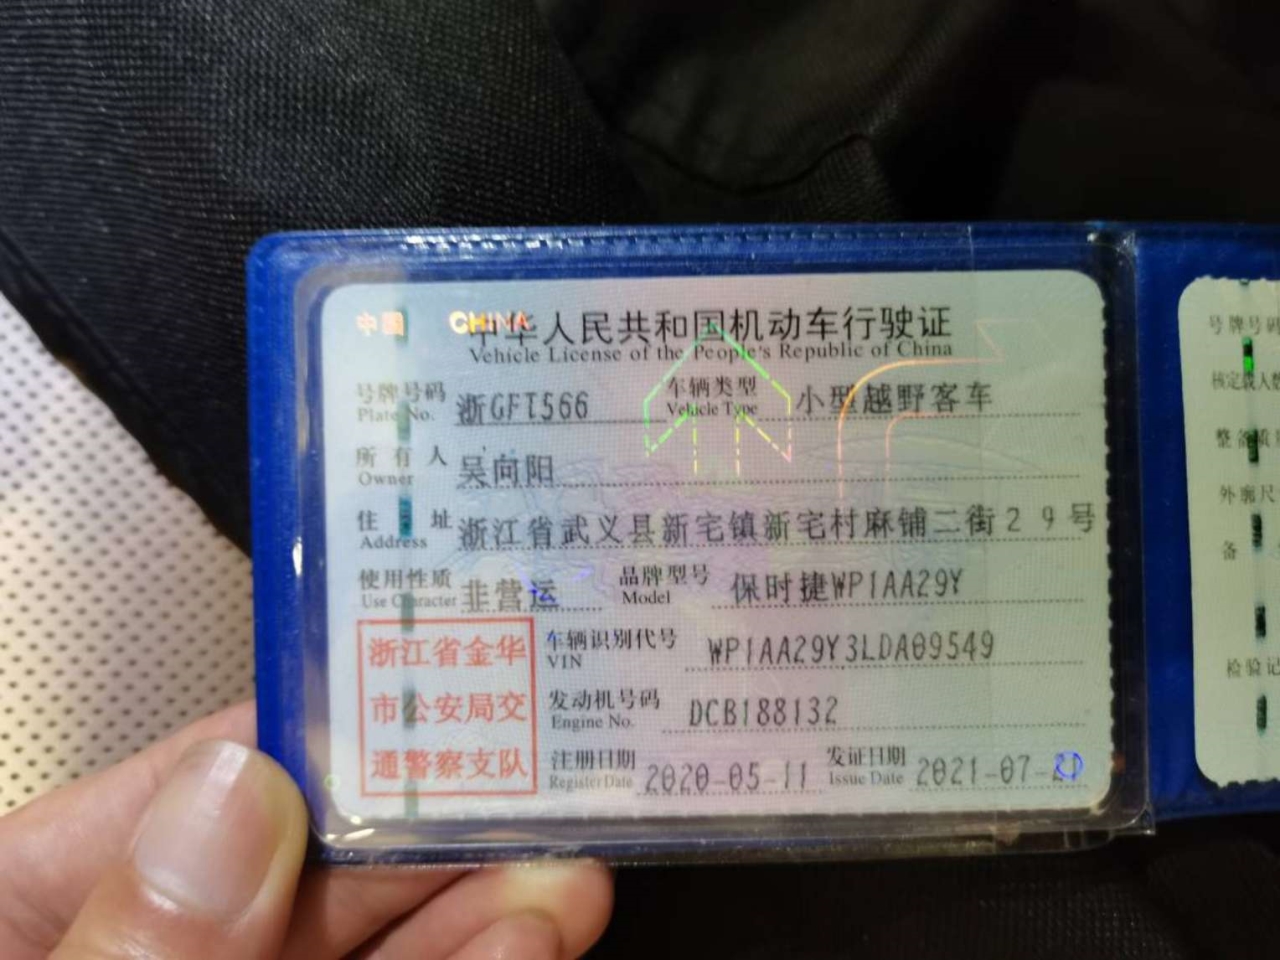 中国 CHINA
中华人民共和国机动车行驶证
Vehicle License of the People's Republic of China
号牌号码 浙GFT566 车辆类型 小型越野客车
Plate No. Vehicle Type
所有人 吴向阳
Owner
住址 浙江省武义县新宅镇新宅村麻铺二街29号
Address
使用性质 非营运 品牌型号 保时捷WP1AA29Y
Use Character Model
浙江省金华
市公安局交
通警察支队
车辆识别代号 WP1AA29Y3LDA09549
VIN
发动机号码 DCB188132
Engine No.
注册日期 2020-05-11 发证日期 2021-07-
Register Date Issue Date
号牌号码
核定载人数
整备质量
外廓尺
备
检验记